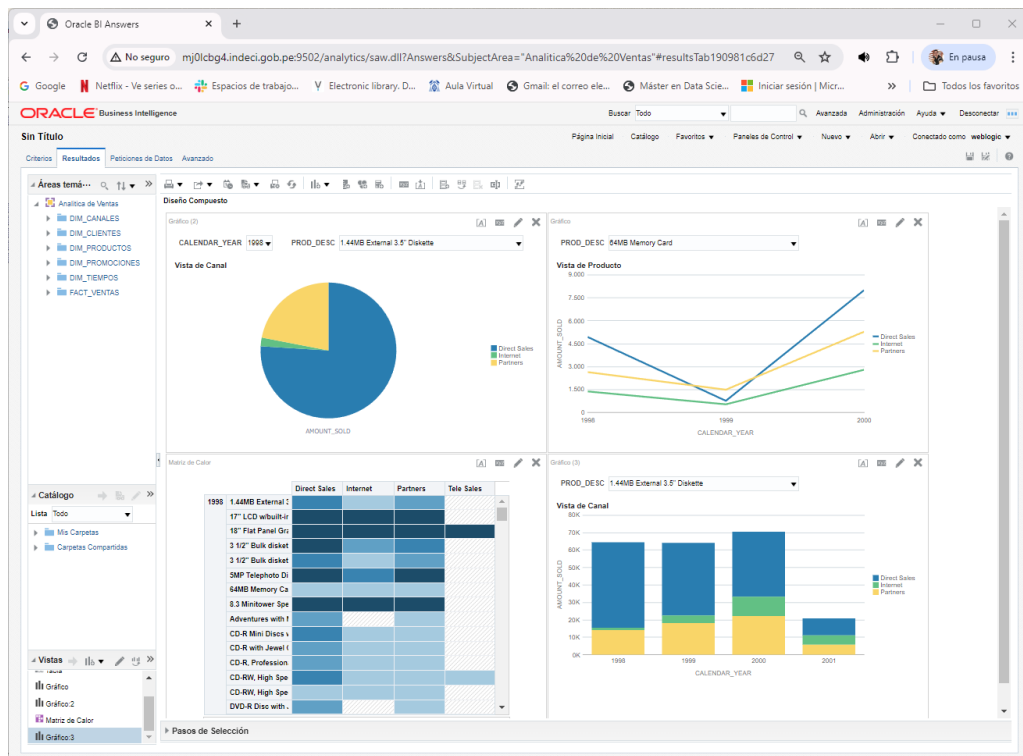 Oracle BI Answers
No seguro mj0lcbg4.indeci.gob.pe:9502/analytics/saw.dll?Answers&SubjectArea="Analitica%20de%20Ventas"#resultsTab190981c6d27 En pausa
Google Netflix - Ve series o... Espacios de trabajo... Electronic library. D... Aula Virtual Gmail: el correo ele... Máster en Data Scie... Iniciar sesión | Micr... Todos los favoritos
ORACLE Business Intelligence Buscar Todo Avanzada Administración Ayuda Desconectar
Sin Título Página Inicial Catálogo Favoritos Paneles de Control Nuevo Abrir Conectado como weblogic
Criterios Resultados Peticiones de Datos Avanzado
Áreas temá...
Analitica de Ventas
DIM_CANALES
DIM_CLIENTES
DIM_PRODUCTOS
DIM_PROMOCIONES
DIM_TIEMPOS
FACT_VENTAS
Catálogo
Lista Todo
Mis Carpetas
Carpetas Compartidas
Vistas
Gráfico
Gráfico:2
Matriz de Calor
Gráfico:3
Diseño Compuesto
Gráfico (2)
CALENDAR_YEAR 1998 PROD_DESC 1.44MB External 3.5" Diskette
Vista de Canal
Direct Sales
Internet
Partners
AMOUNT_SOLD
Gráfico
PROD_DESC 64MB Memory Card
Vista de Producto
9.000
7.500
6.000
4.500
3.000
1.500
0
AMOUNT_SOLD
1998 1999 2000
CALENDAR_YEAR
Direct Sales
Internet
Partners
Matriz de Calor
Direct Sales Internet Partners Tele Sales
1998 1.44MB External
17" LCD w/built-in
18" Flat Panel Gra
3 1/2" Bulk disket
3 1/2" Bulk disket
5MP Telephoto Di
64MB Memory Ca
8.3 Minitower Spe
Adventures with
CD-R Mini Discs
CD-R with Jewel
CD-R, Profession
CD-RW, High Spe
CD-RW, High Spe
DVD-R Disc with
Gráfico (3)
PROD_DESC 1.44MB External 3.5" Diskette
Vista de Canal
80K
70K
60K
50K
40K
30K
20K
10K
0K
AMOUNT_SOLD
1998 1999 2000 2001
CALENDAR_YEAR
Direct Sales
Internet
Partners
Pasos de Selección